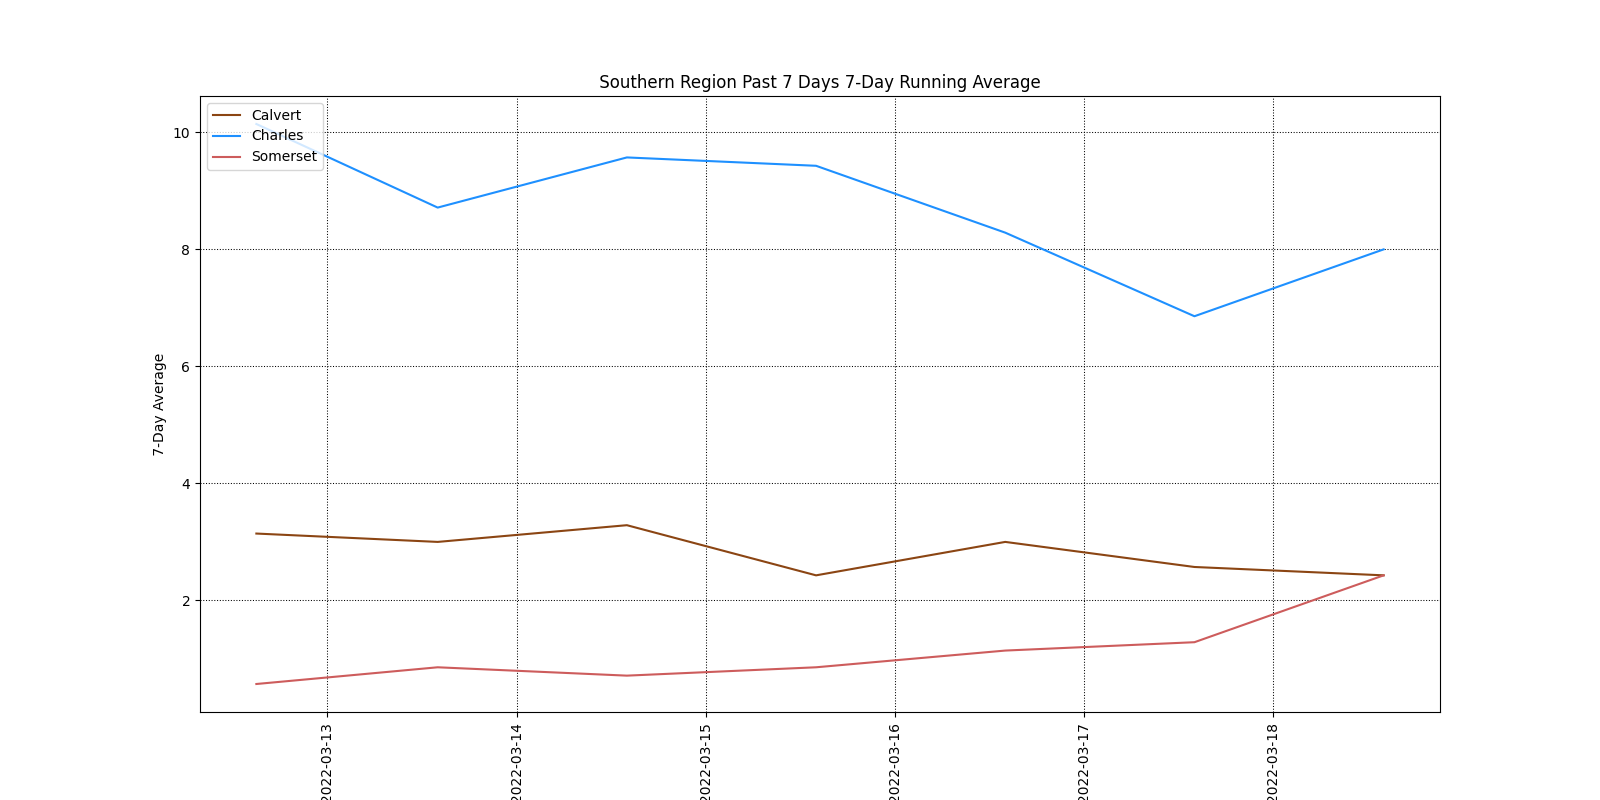 Southern Region Past 7 Days 7-Day Running Average
Calvert
Charles
Somerset
10
8
6
4
2
7-Day Average
2022-03-13
2022-03-14
2022-03-15
2022-03-16
2022-03-17
2022-03-18